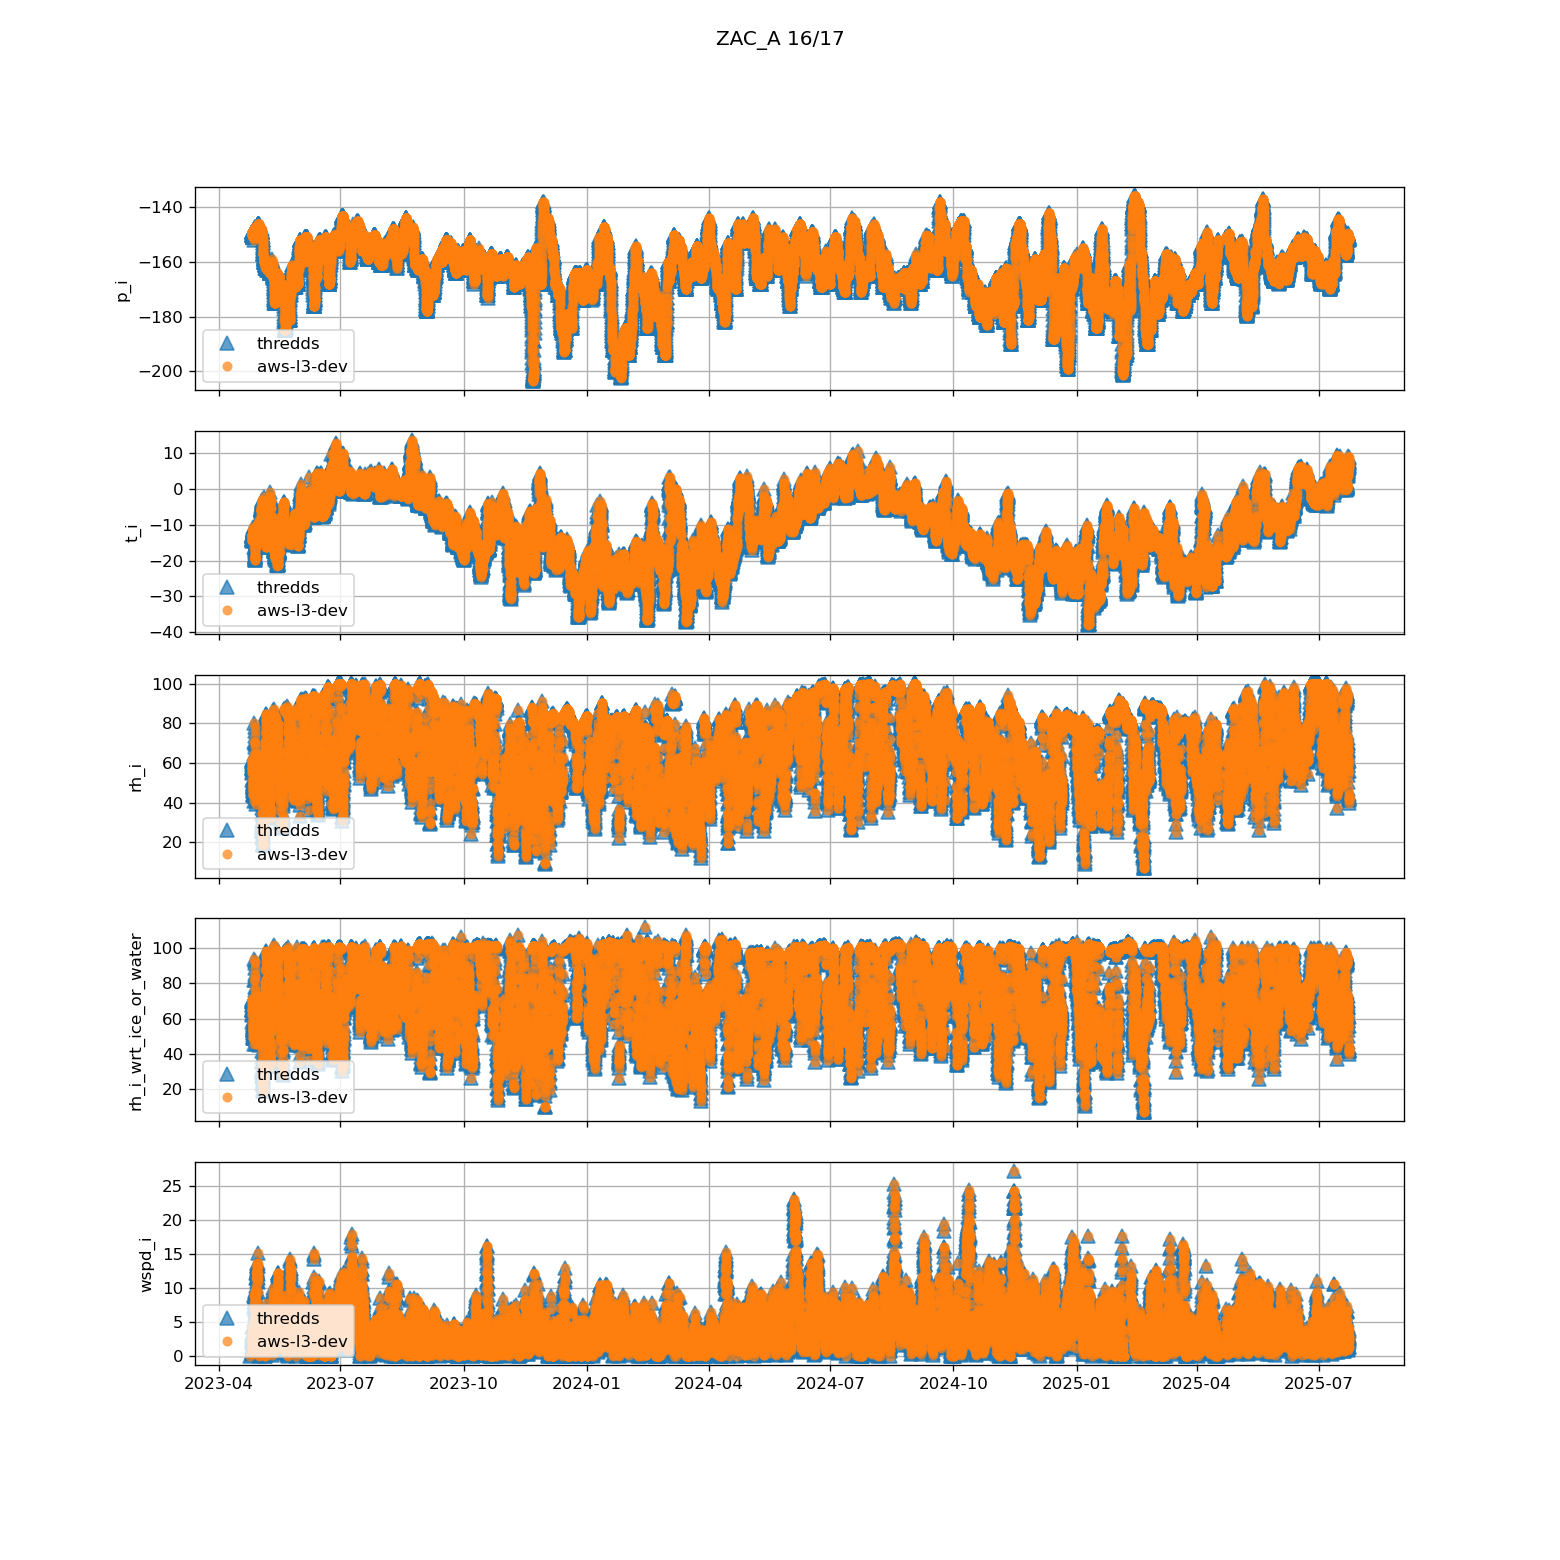 ZAC_A 16/17
−140
−160
−180
−200
p_i
thredds
aws-l3-dev
10
0
−10
−20
−30
−40
t_i
thredds
aws-l3-dev
100
80
60
40
20
rh_i
thredds
aws-l3-dev
100
80
60
40
20
rh_i_wrt_ice_or_water
thredds
aws-l3-dev
25
20
15
10
5
0
wspd_i
thredds
aws-l3-dev
2023-04 2023-07 2023-10 2024-01 2024-04 2024-07 2024-10 2025-01 2025-04 2025-07